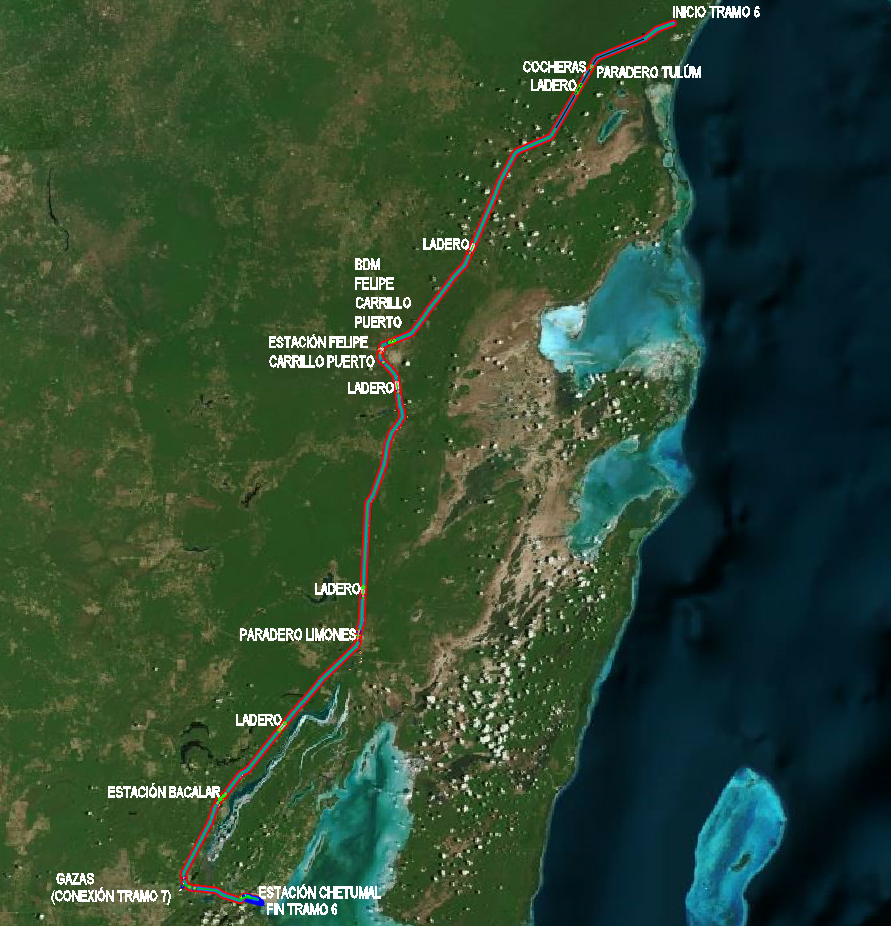 INICIO TRAMO 6
COCHERAS
PARADERO TULÚM
LADERO
LADERO
BDM
FELIPE
CARRILLO
PUERTO
ESTACIÓN FELIPE
CARRILLO PUERTO
LADERO
LADERO
PARADERO LIMONES
LADERO
ESTACIÓN BACALAR
GAZAS
(CONEXIÓN TRAMO 7)
ESTACIÓN CHETUMAL
FIN TRAMO 6